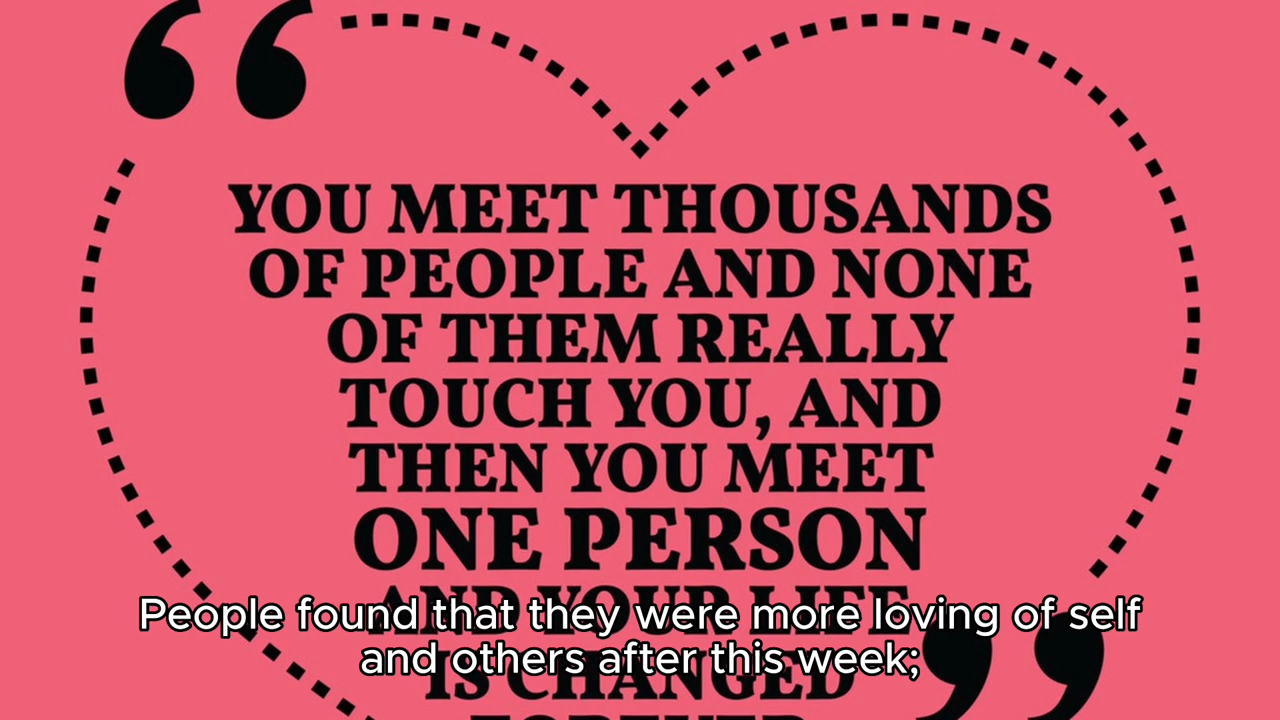 “
YOU MEET THOUSANDS
OF PEOPLE AND NONE
OF THEM REALLY
TOUCH YOU, AND
THEN YOU MEET
ONE PERSON
AND YOUR LIFE
IS CHANGED
FOREVER
”
People found that they were more loving of self
and others after this week;